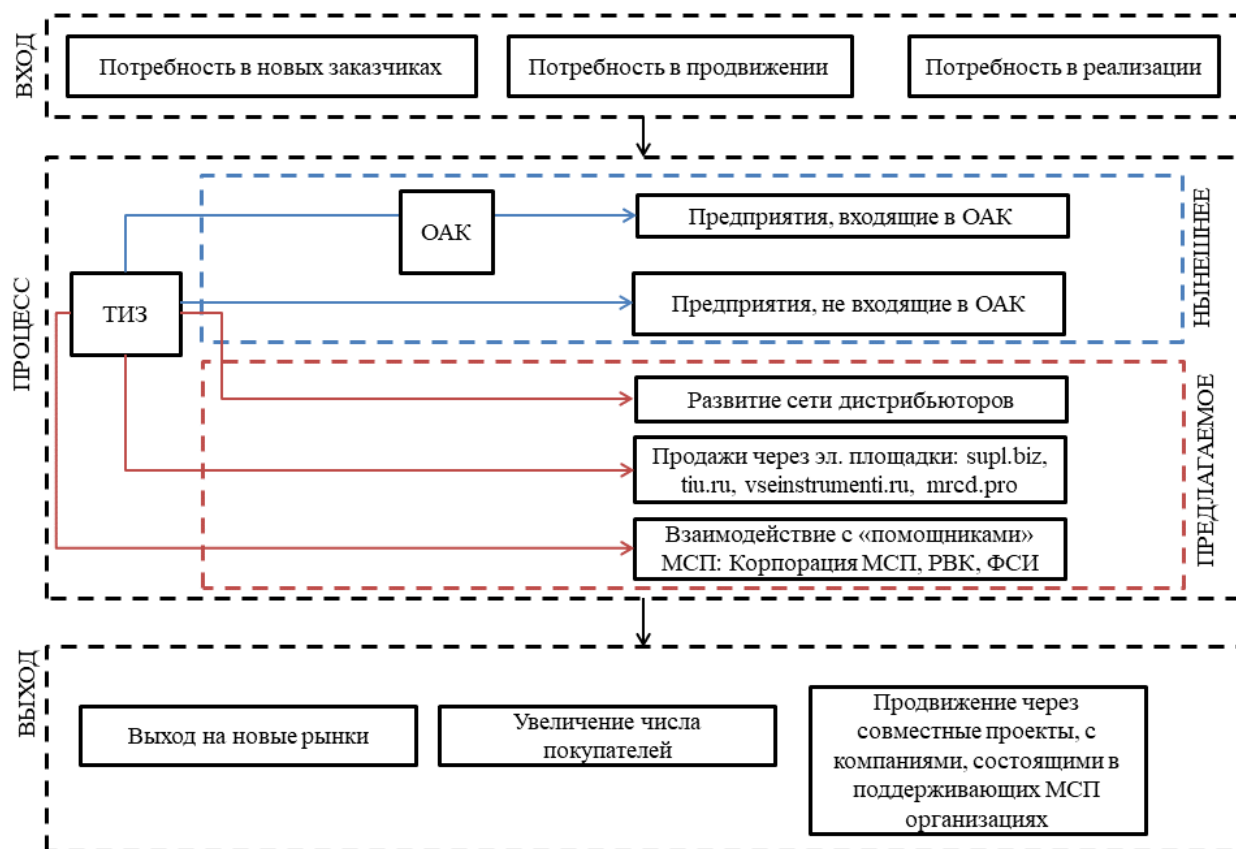 ВХОД
Потребность в новых заказчиках
Потребность в продвижении
Потребность в реализации
ПРОЦЕСС
НЫНЕШНЕЕ
ОАК
Предприятия, входящие в ОАК
ТИЗ
Предприятия, не входящие в ОАК
ПРЕДЛАГАЕМОЕ
Развитие сети дистрибьюторов
Продажи через эл. площадки: supl.biz,
tiu.ru, vseinstrumenti.ru, mrcd.pro
Взаимодействие с «помощниками»
МСП: Корпорация МСП, РВК, ФСИ
ВЫХОД
Выход на новые рынки
Увеличение числа
покупателей
Продвижение через
совместные проекты, с
компаниями, состоящими в
поддерживающих МСП
организациях